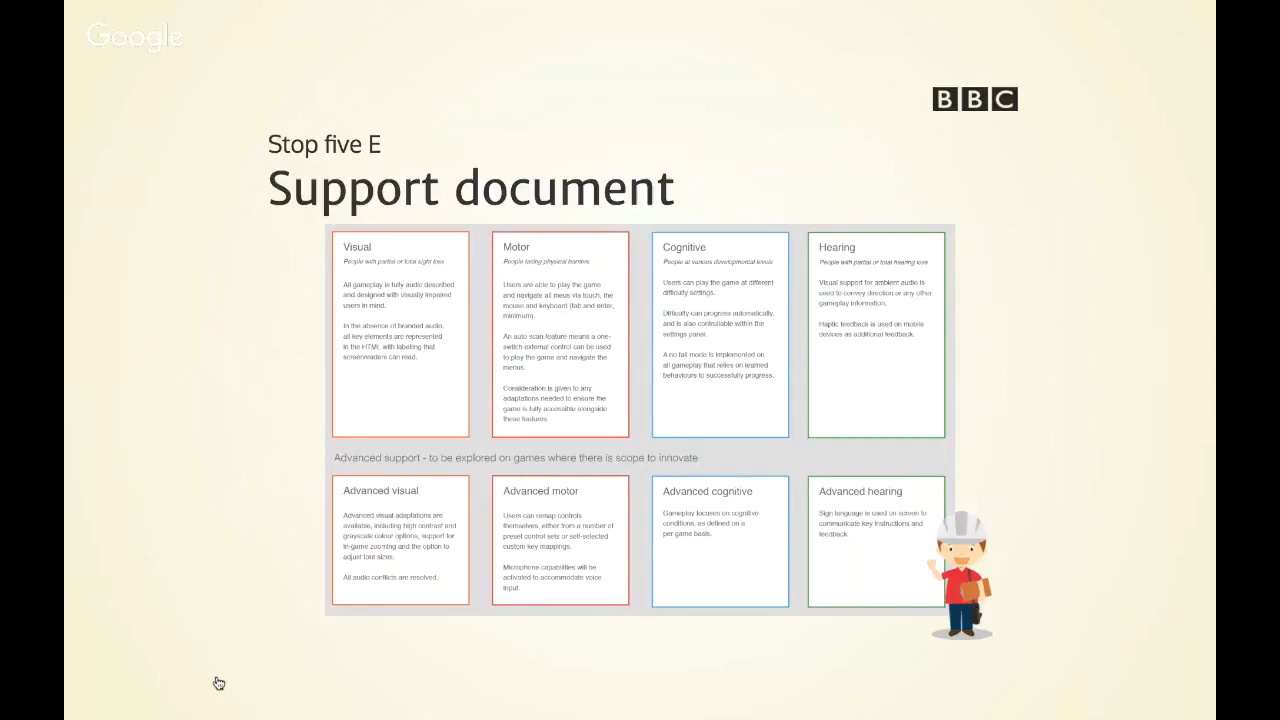 Google
BBC
Stop five E
Support document
Visual
People with partial or total sight loss
All gameplay is fully audio described
and designed with visually impaired
users in mind.
In the absence of branded audio,
all key elements are represented
in the HTML, with labelling that
screenreaders can read.
Motor
People facing physical barriers
Users are able to play the game
and navigate all meus via touch, the
mouse and keyboard (tab and enter,
minimum).
An auto scan feature means a one-
switch external control can be used
to play the game and navigate the
menus.
Consideration is given to any
adaptations needed to ensure the
game is fully accessible alongside
these features.
Cognitive
People at various developmental levels
Users can play the game at different
difficulty settings.
Difficulty can progress automatically,
and is also controllable within the
settings panel.
A no fail mode is implemented on
all gameplay that relies on learned
behaviours to successfully progress.
Hearing
People with partial or total hearing loss
Visual support for ambient audio is
used to convey direction or any other
gameplay information.
Haptic feedback is used on mobile
devices as additional feedback.
Advanced support - to be explored on games where there is scope to innovate
Advanced visual
Advanced visual adaptations are
available, including high contrast and
grayscale colour options, support for
in-game zooming and the option to
adjust font sizes.
All audio conflicts are resolved.
Advanced motor
Users can remap controls
themselves, either from a number of
preset control sets or self-selected
custom key mappings.
Microphone capabilities will be
activated to accommodate voice
input.
Advanced cognitive
Gameplay focuses on cognitive
conditions, as defined on a
per game basis.
Advanced hearing
Sign language is used on screen to
communicate key instructions and
feedback.